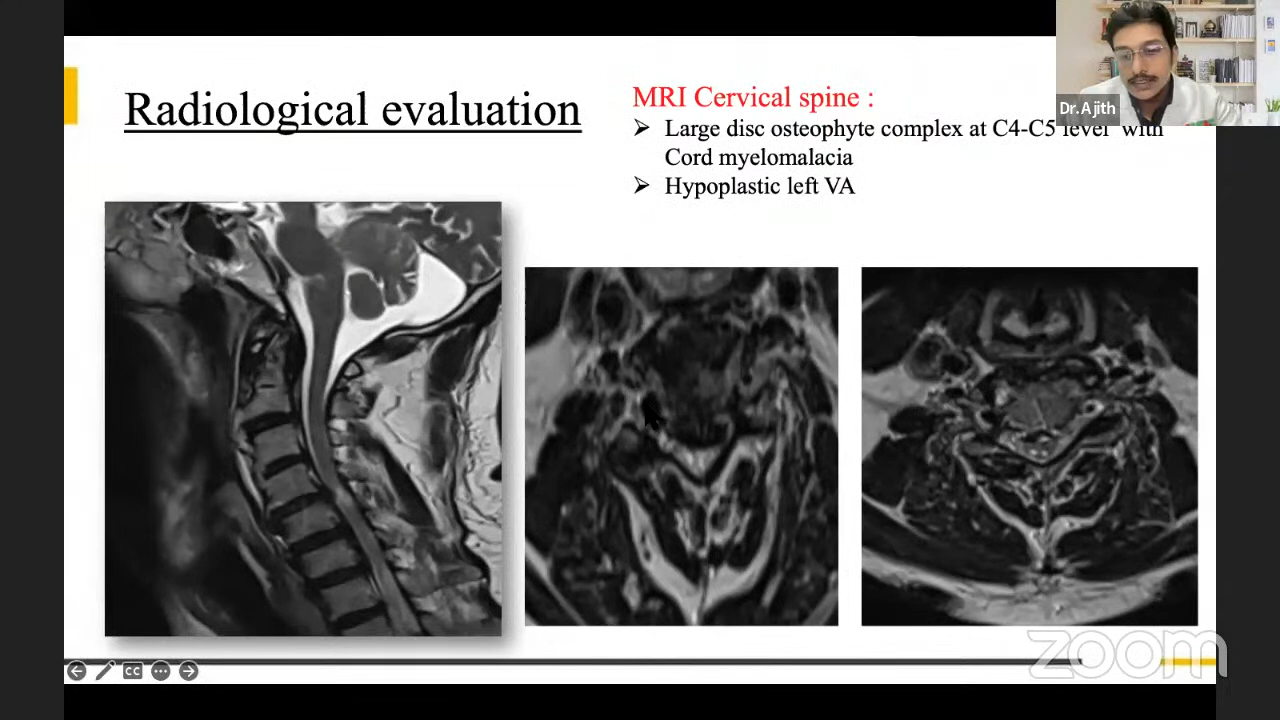 Radiological evaluation
MRI Cervical spine :
➢ Large disc osteophyte complex at C4-C5 level with
Cord myelomalacia
➢ Hypoplastic left VA
Dr.Ajith
CC
zoom